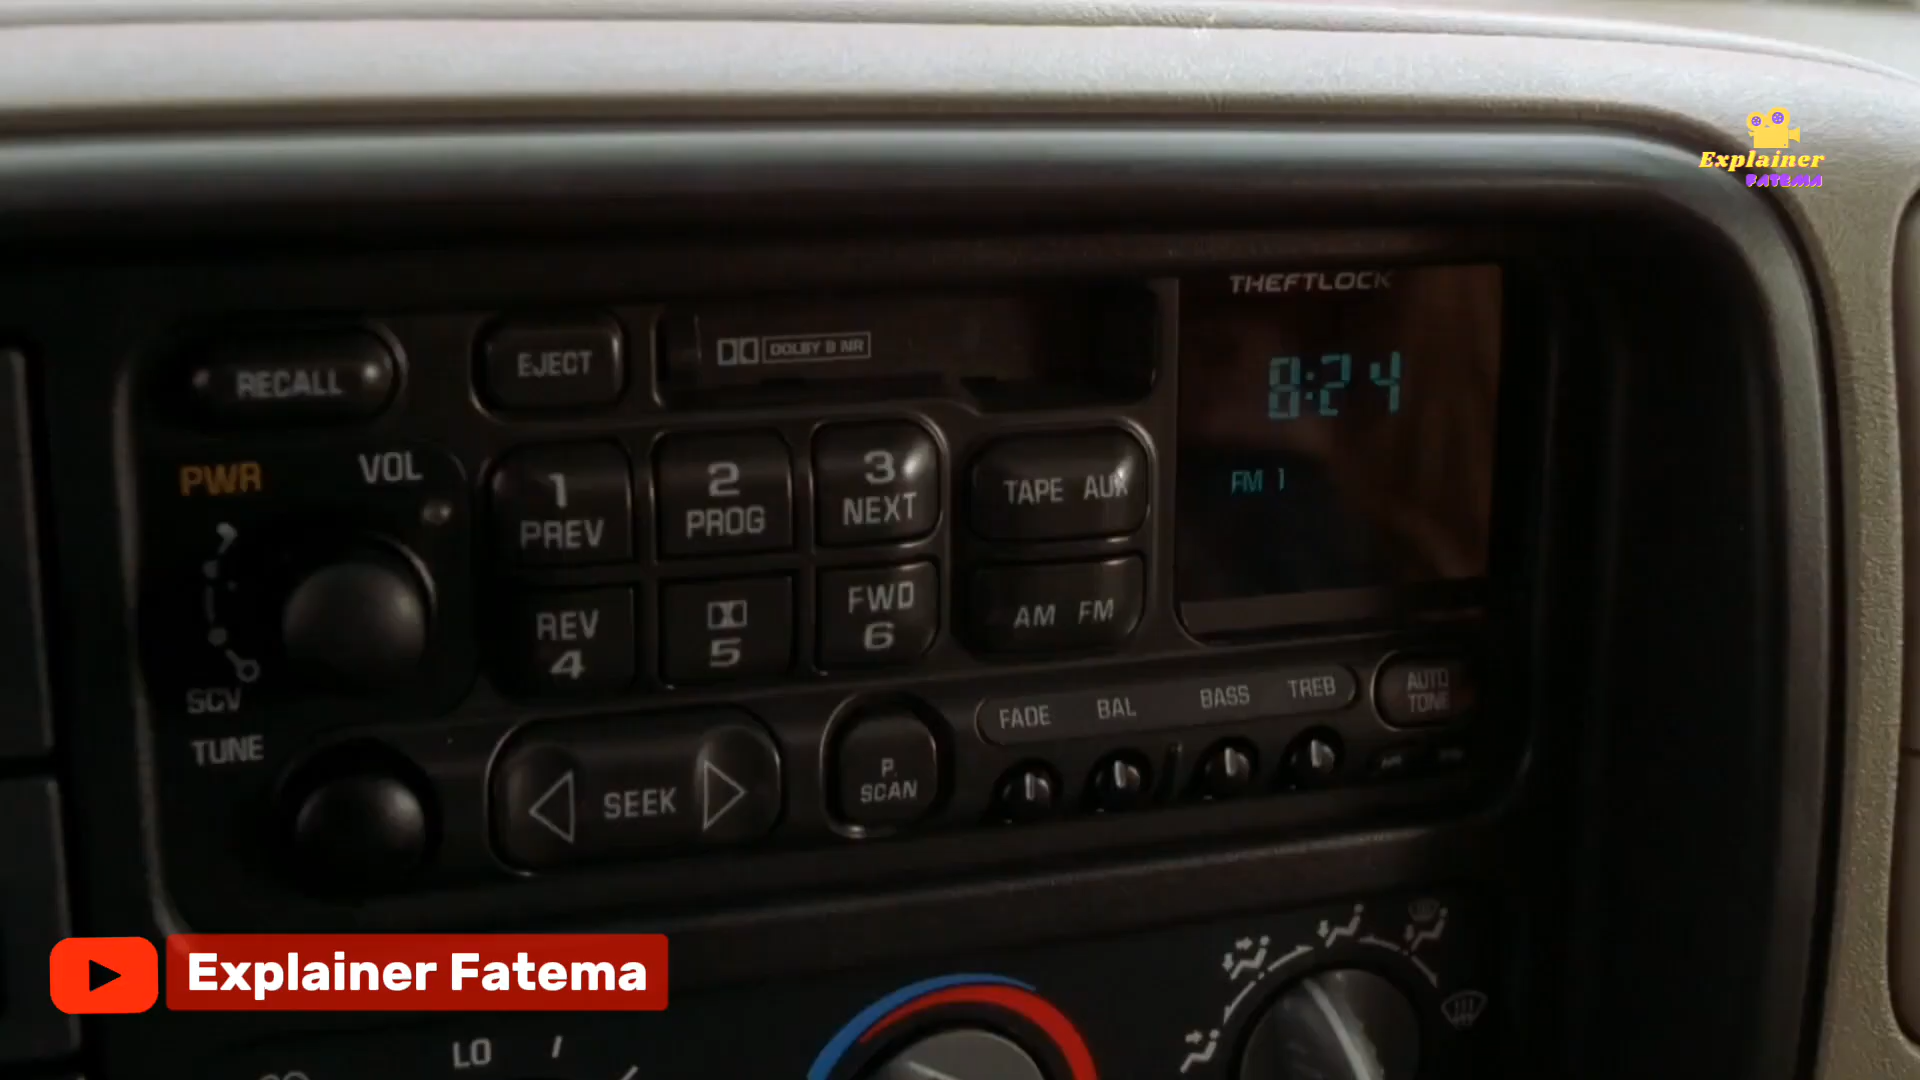 Explainer
FATEMA
THEFTLOCK
8:24
FM 1
RECALL
EJECT
DOLBY B NR
PWR
VOL
1
PREV
2
PROG
3
NEXT
TAPE AUX
REV
4
5
FWD
6
AM FM
SCV
TUNE
SEEK
P.
SCAN
FADE BAL BASS TREB
AUTO
TONE
Explainer Fatema
LO